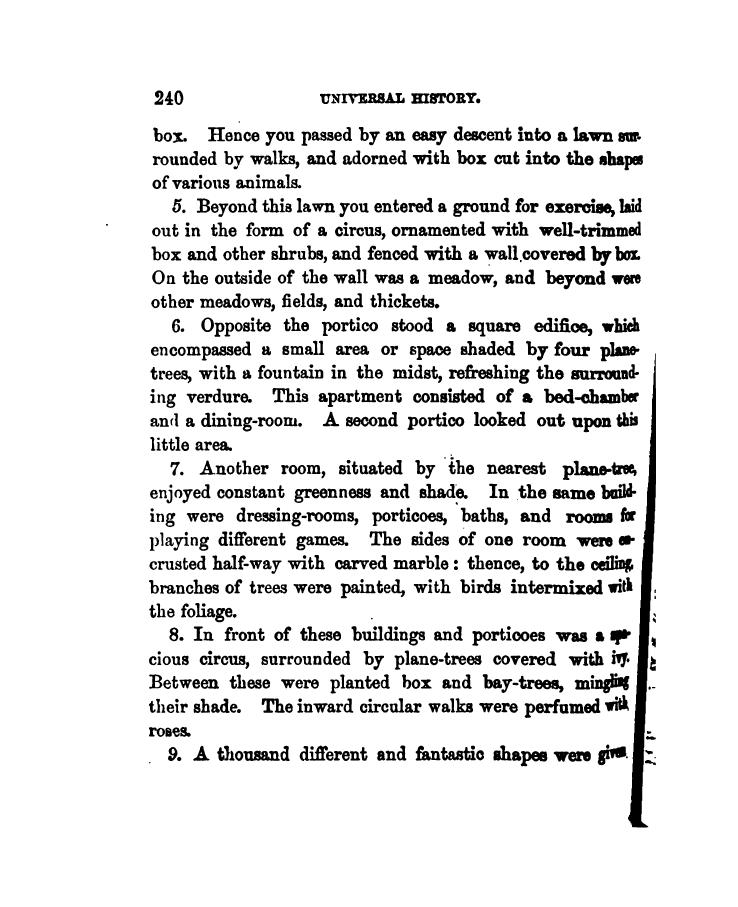 240 UNIVERSAL HISTORY.
box. Hence you passed by an easy descent into a lawn sur-
rounded by walks, and adorned with box cut into the shapes
of various animals.
5. Beyond this lawn you entered a ground for exercise, laid
out in the form of a circus, ornamented with well-trimmed
box and other shrubs, and fenced with a wall covered by box.
On the outside of the wall was a meadow, and beyond were
other meadows, fields, and thickets.
6. Opposite the portico stood a square edifice, which
encompassed a small area or space shaded by four plane-
trees, with a fountain in the midst, refreshing the surround-
ing verdure. This apartment consisted of a bed-chamber
and a dining-room. A second portico looked out upon this
little area.
7. Another room, situated by the nearest plane-tree,
enjoyed constant greenness and shade. In the same build-
ing were dressing-rooms, porticoes, baths, and rooms for
playing different games. The sides of one room were en-
crusted half-way with carved marble: thence, to the ceiling,
branches of trees were painted, with birds intermixed with
the foliage.
8. In front of these buildings and porticoes was a spa-
cious circus, surrounded by plane-trees covered with ivy.
Between these were planted box and bay-trees, mingling
their shade. The inward circular walks were perfumed with
roses.
9. A thousand different and fantastic shapes were given